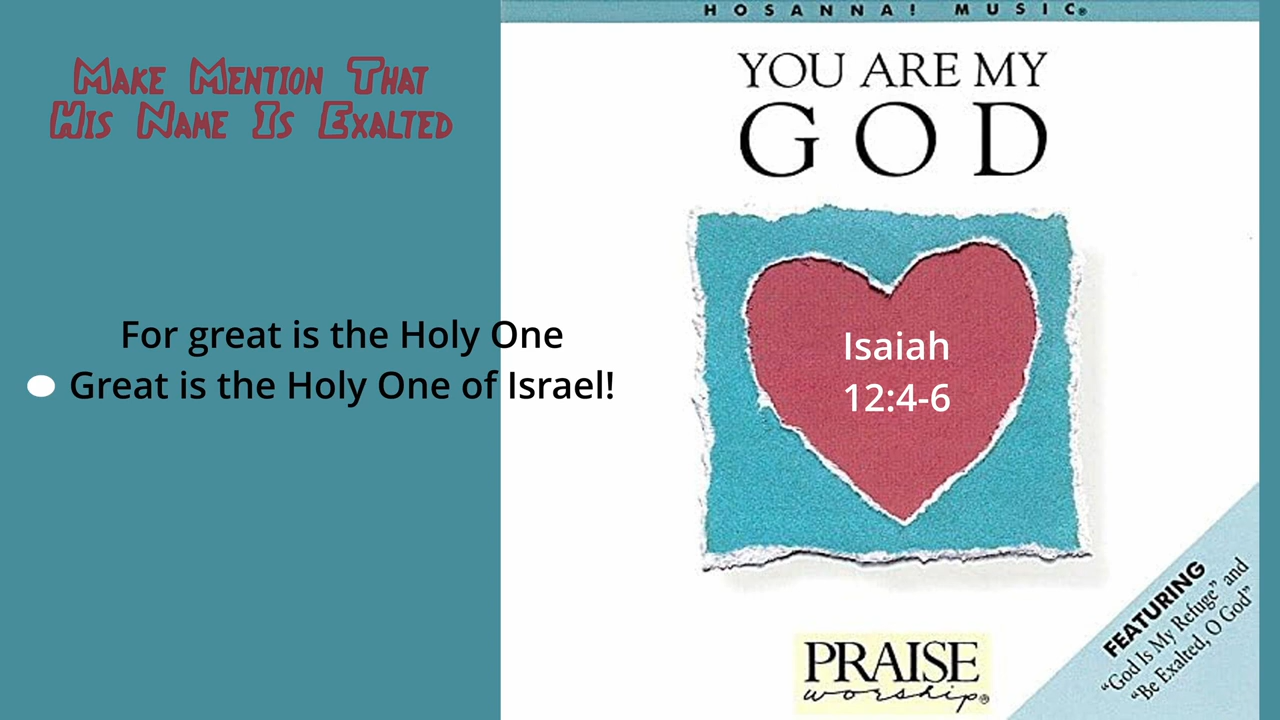 HOSANNA! MUSIC®
Make Mention That
His Name Is Exalted
YOU ARE MY
GOD
For great is the Holy One
Great is the Holy One of Israel!
Isaiah
12:4-6
FEATURING
“God Is My Refuge” and
“Be Exalted, O God”
PRAISE
worship®